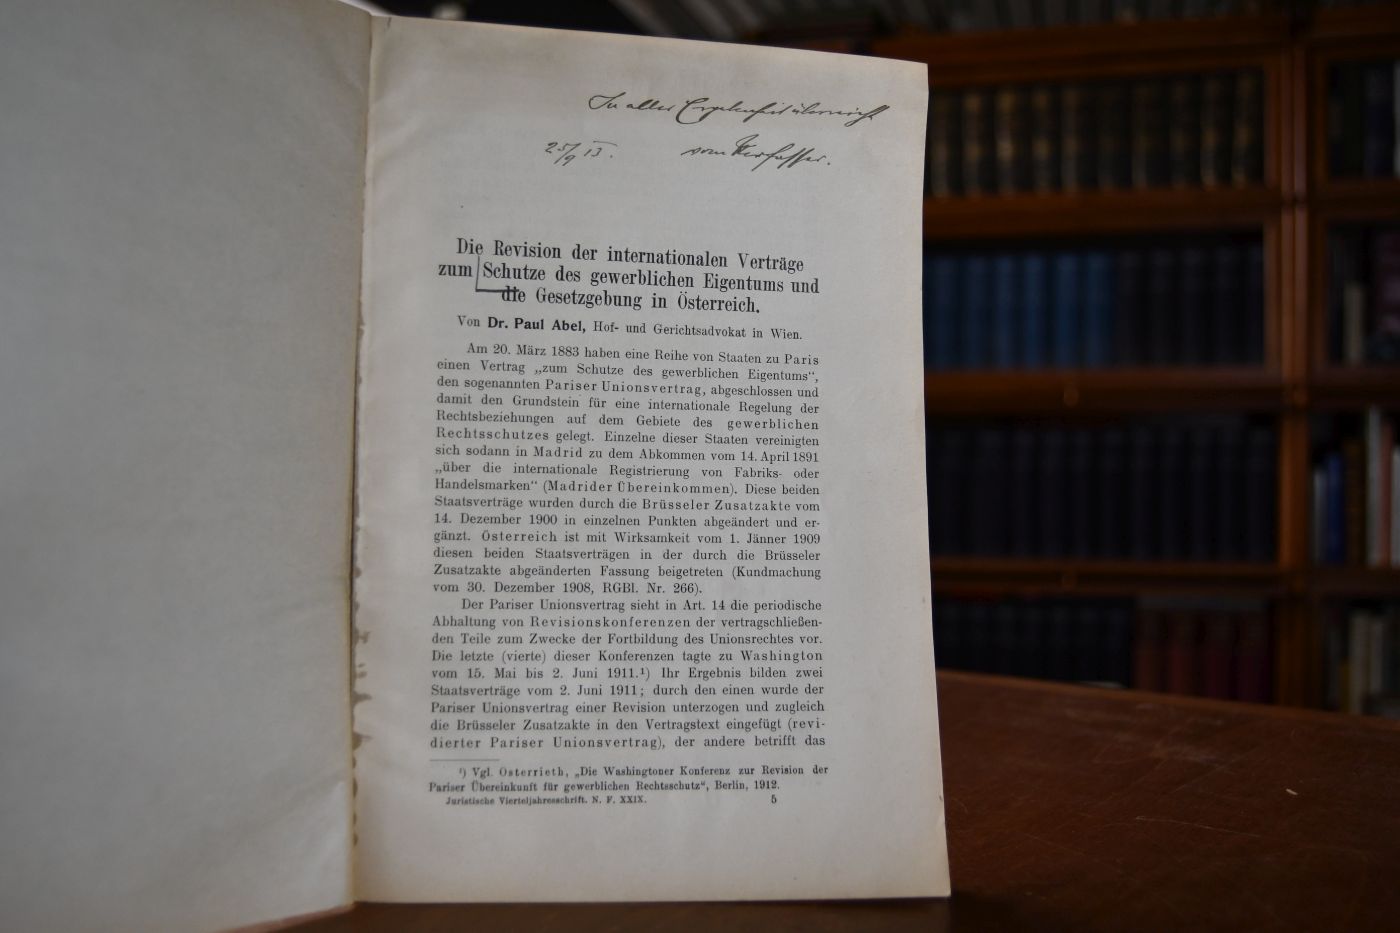 In aller Ergebenheit überreicht
25/9 13. vom Verfasser.
Die Revision der internationalen Verträge
zum Schutze des gewerblichen Eigentums und
die Gesetzgebung in Österreich.
Von Dr. Paul Abel, Hof- und Gerichtsadvokat in Wien.
Am 20. März 1883 haben eine Reihe von Staaten zu Paris
einen Vertrag „zum Schutze des gewerblichen Eigentums“,
den sogenannten Pariser Unionsvertrag, abgeschlossen und
damit den Grundstein für eine internationale Regelung der
Rechtsbeziehungen auf dem Gebiete des gewerblichen
Rechtsschutzes gelegt. Einzelne dieser Staaten vereinigten
sich sodann in Madrid zu dem Abkommen vom 14. April 1891
„über die internationale Registrierung von Fabriks- oder
Handelsmarken“ (Madrider Übereinkommen). Diese beiden
Staatsverträge wurden durch die Brüsseler Zusatzakte vom
14. Dezember 1900 in einzelnen Punkten abgeändert und er-
gänzt. Österreich ist mit Wirksamkeit vom 1. Jänner 1909
diesen beiden Staatsverträgen in der durch die Brüsseler
Zusatzakte abgeänderten Fassung beigetreten (Kundmachung
vom 30. Dezember 1908, RGBl. Nr. 266).
Der Pariser Unionsvertrag sieht in Art. 14 die periodische
Abhaltung von Revisionskonferenzen der vertragschließen-
den Teile zum Zwecke der Fortbildung des Unionsrechtes vor.
Die letzte (vierte) dieser Konferenzen tagte zu Washington
vom 15. Mai bis 2. Juni 1911.¹) Ihr Ergebnis bilden zwei
Staatsverträge vom 2. Juni 1911; durch den einen wurde der
Pariser Unionsvertrag einer Revision unterzogen und zugleich
die Brüsseler Zusatzakte in den Vertragstext eingefügt (revi-
dierter Pariser Unionsvertrag), der andere betrifft das
¹) Vgl. Osterrieth, „Die Washingtoner Konferenz zur Revision der
Pariser Übereinkunft für gewerblichen Rechtsschutz“, Berlin, 1912.
Juristische Vierteljahresschrift. N. F. XXIX. 5